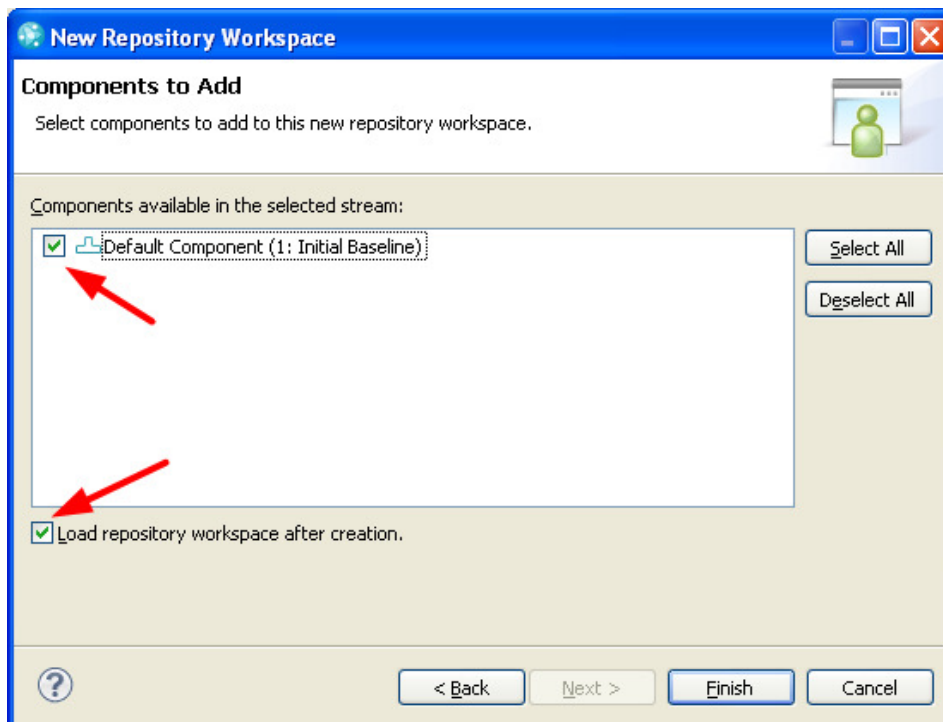 New Repository Workspace
Components to Add
Select components to add to this new repository workspace.
Components available in the selected stream:
Default Component (1: Initial Baseline)
Select All
Deselect All
Load repository workspace after creation.
?
< Back
Next >
Finish
Cancel